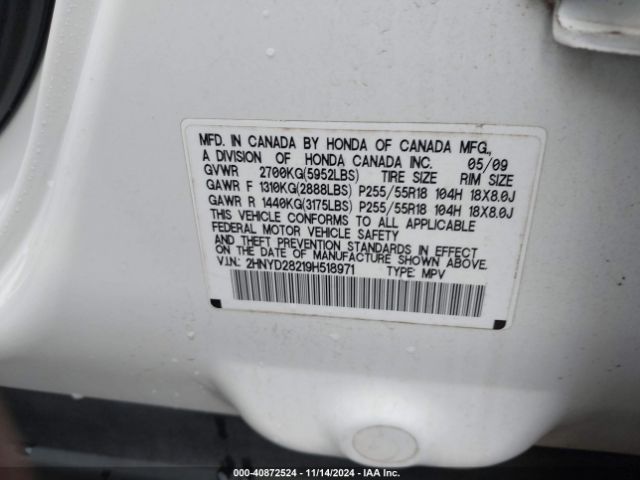 MFD. IN CANADA BY HONDA OF CANADA MFG.,
A DIVISION OF HONDA CANADA INC. 05/09
GVWR 2700KG(5952LBS) TIRE SIZE RIM SIZE
GAWR F 1310KG(2888LBS) P255/55R18 104H 18X8.0J
GAWR R 1440KG(3175LBS) P255/55R18 104H 18X8.0J
THIS VEHICLE CONFORMS TO ALL APPLICABLE
FEDERAL MOTOR VEHICLE SAFETY
AND THEFT PREVENTION STANDARDS IN EFFECT
ON THE DATE OF MANUFACTURE SHOWN ABOVE.
V.I.N.: 2HNYD28219H518971 TYPE: MPV
000-40872524 | 11/14/2024 | IAA Inc.